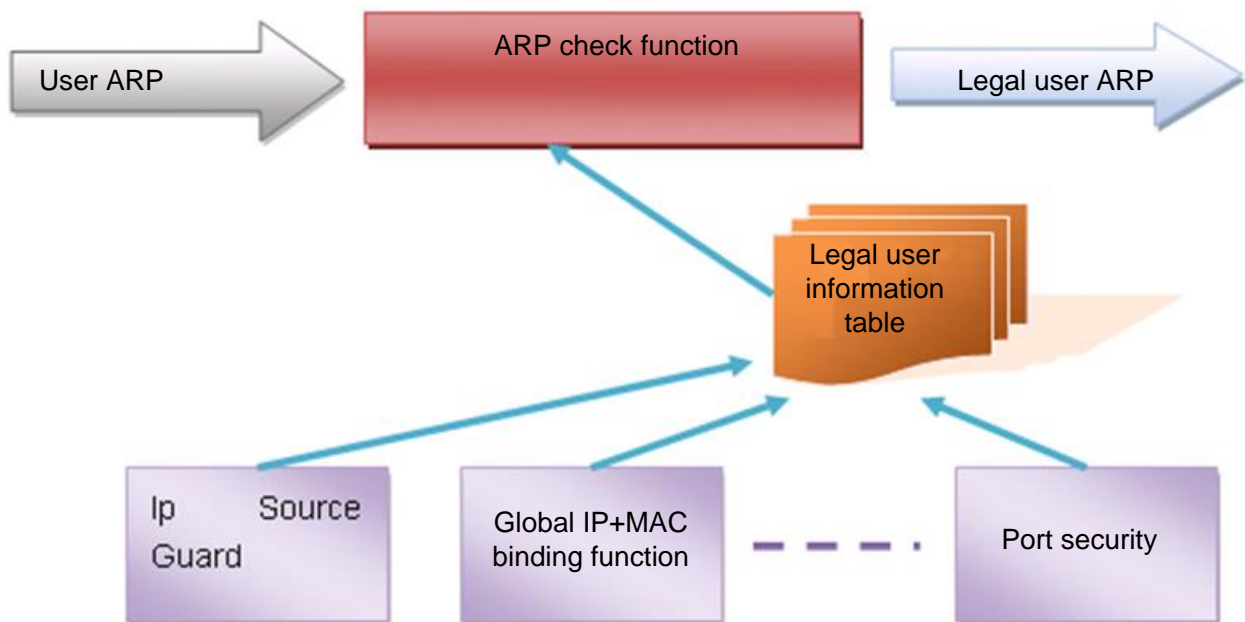 User ARP
ARP check function
Legal user ARP
Legal user
information
table
Ip Source
Guard
Global IP+MAC
binding function
Port security